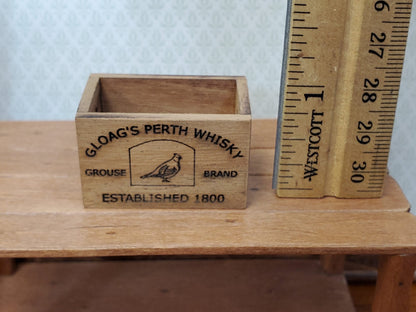 GLOAG'S PERTH WHISKY
GROUSE BRAND
ESTABLISHED 1800
1
WESTCOTT
26
27
28
29
30